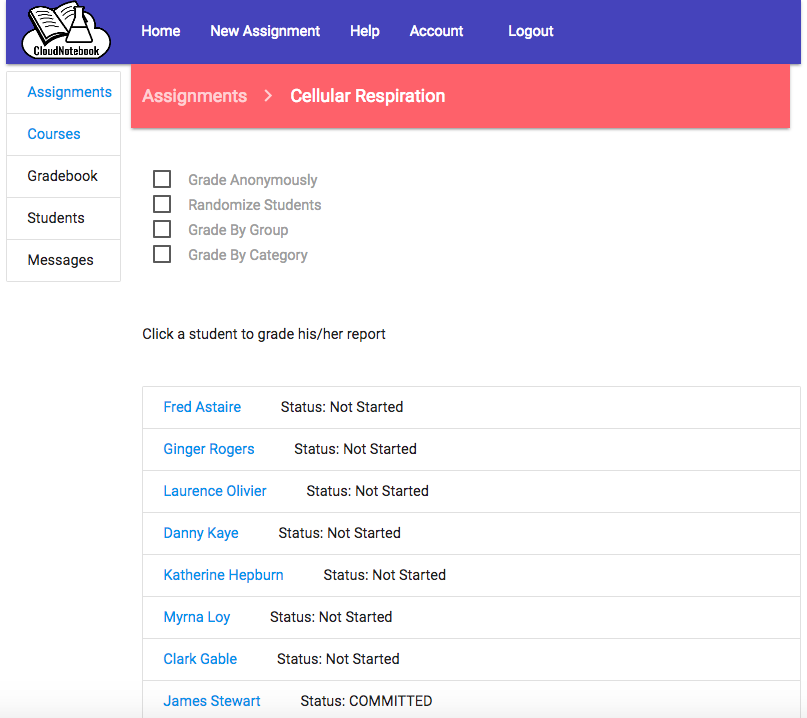 CloudNotebook
Home New Assignment Help Account Logout
Assignments
Courses
Gradebook
Students
Messages
Assignments > Cellular Respiration
Grade Anonymously
Randomize Students
Grade By Group
Grade By Category
Click a student to grade his/her report
Fred Astaire Status: Not Started
Ginger Rogers Status: Not Started
Laurence Olivier Status: Not Started
Danny Kaye Status: Not Started
Katherine Hepburn Status: Not Started
Myrna Loy Status: Not Started
Clark Gable Status: Not Started
James Stewart Status: COMMITTED